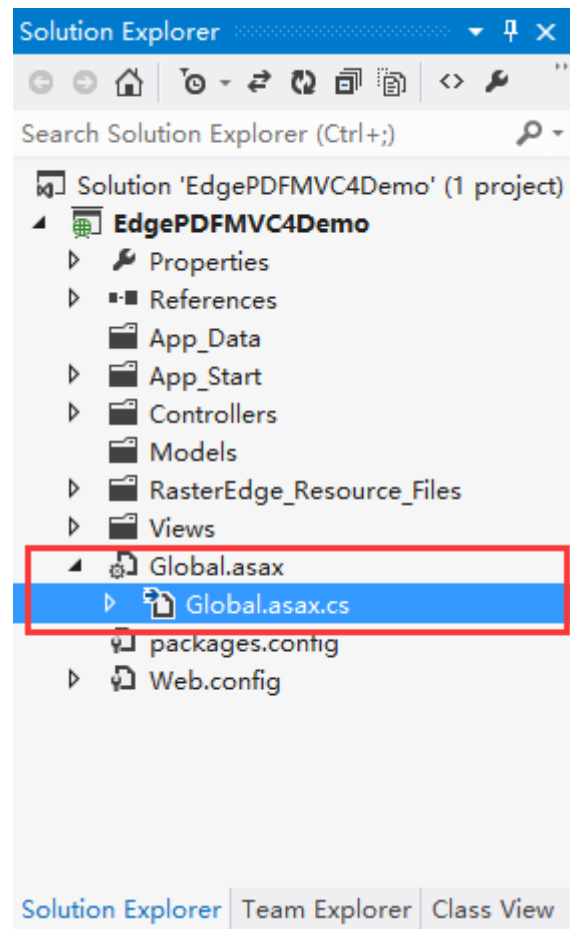 Solution Explorer
Search Solution Explorer (Ctrl+;)
Solution 'EdgePDFMVC4Demo' (1 project)
EdgePDFMVC4Demo
Properties
References
App_Data
App_Start
Controllers
Models
RasterEdge_Resource_Files
Views
Global.asax
Global.asax.cs
packages.config
Web.config
Solution Explorer Team Explorer Class View